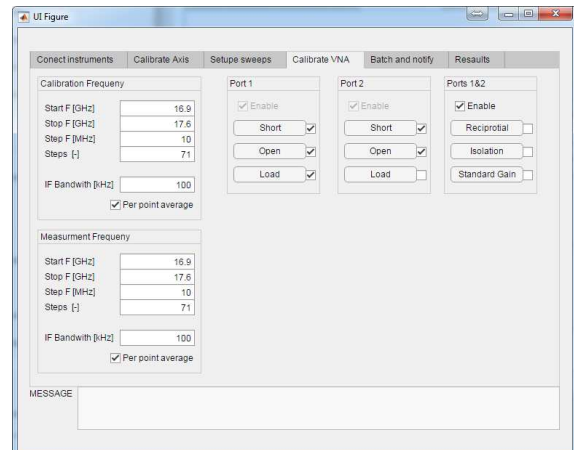 UI Figure
Conect instruments Calibrate Axis Setupe sweeps Calibrate VNA Batch and notify Resaults
Calibration Frequeny
Start F [GHz] 16.9
Stop F [GHz] 17.6
Step F [MHz] 10
Steps [-] 71
IF Bandwith [kHz] 100
Per point average
Measurment Frequeny
Start F [GHz] 16.9
Stop F [GHz] 17.6
Step F [MHz] 10
Steps [-] 71
IF Bandwith [kHz] 100
Per point average
Port 1
Enable
Short
Open
Load
Port 2
Enable
Short
Open
Load
Ports 1&2
Enable
Reciprotial
Isolation
Standard Gain
MESSAGE